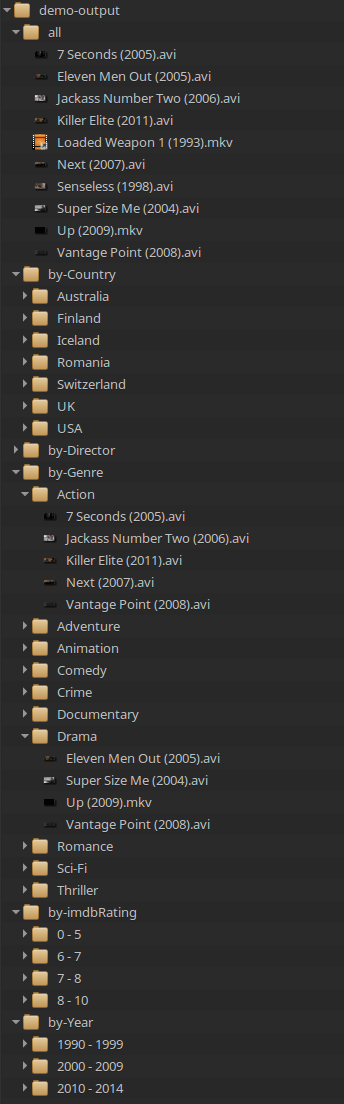 demo-output
all
7 Seconds (2005).avi
Eleven Men Out (2005).avi
Jackass Number Two (2006).avi
Killer Elite (2011).avi
Loaded Weapon 1 (1993).mkv
Next (2007).avi
Senseless (1998).avi
Super Size Me (2004).avi
Up (2009).mkv
Vantage Point (2008).avi
by-Country
Australia
Finland
Iceland
Romania
Switzerland
UK
USA
by-Director
by-Genre
Action
7 Seconds (2005).avi
Jackass Number Two (2006).avi
Killer Elite (2011).avi
Next (2007).avi
Vantage Point (2008).avi
Adventure
Animation
Comedy
Crime
Documentary
Drama
Eleven Men Out (2005).avi
Super Size Me (2004).avi
Up (2009).mkv
Vantage Point (2008).avi
Romance
Sci-Fi
Thriller
by-imdbRating
0 - 5
6 - 7
7 - 8
8 - 10
by-Year
1990 - 1999
2000 - 2009
2010 - 2014